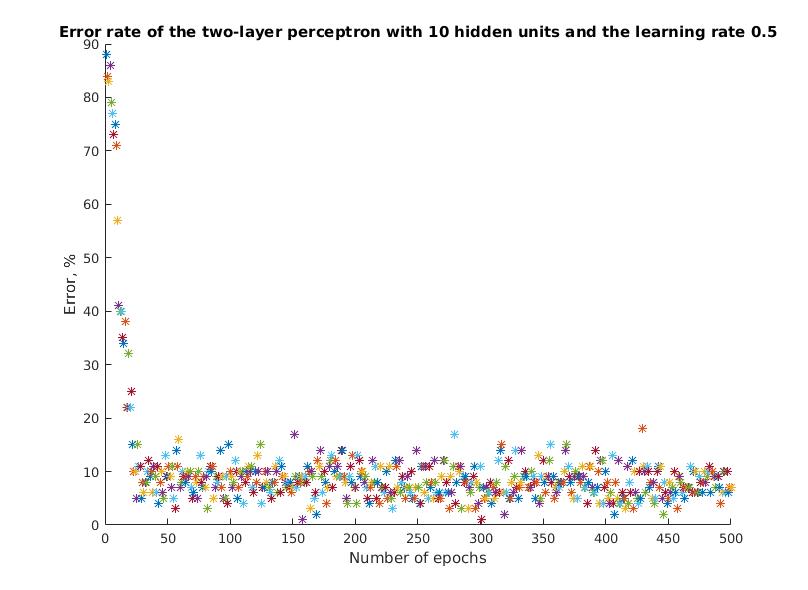 Error rate of the two-layer perceptron with 10 hidden units and the learning rate 0.5
90
80
70
60
50
40
30
20
10
0
Error, %
0 50 100 150 200 250 300 350 400 450 500
Number of epochs